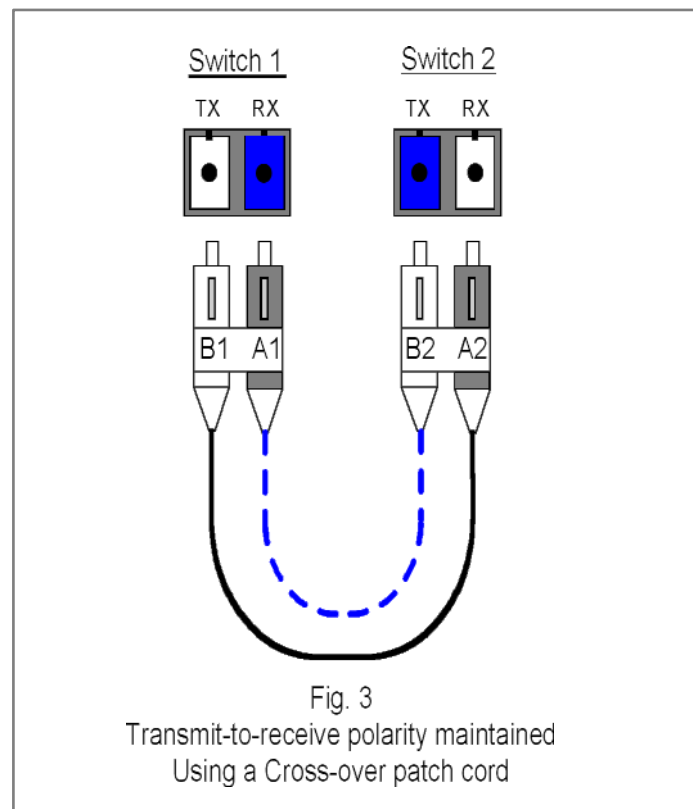 Switch 1 Switch 2
TX RX TX RX
B1 A1 B2 A2
Fig. 3
Transmit-to-receive polarity maintained
Using a Cross-over patch cord